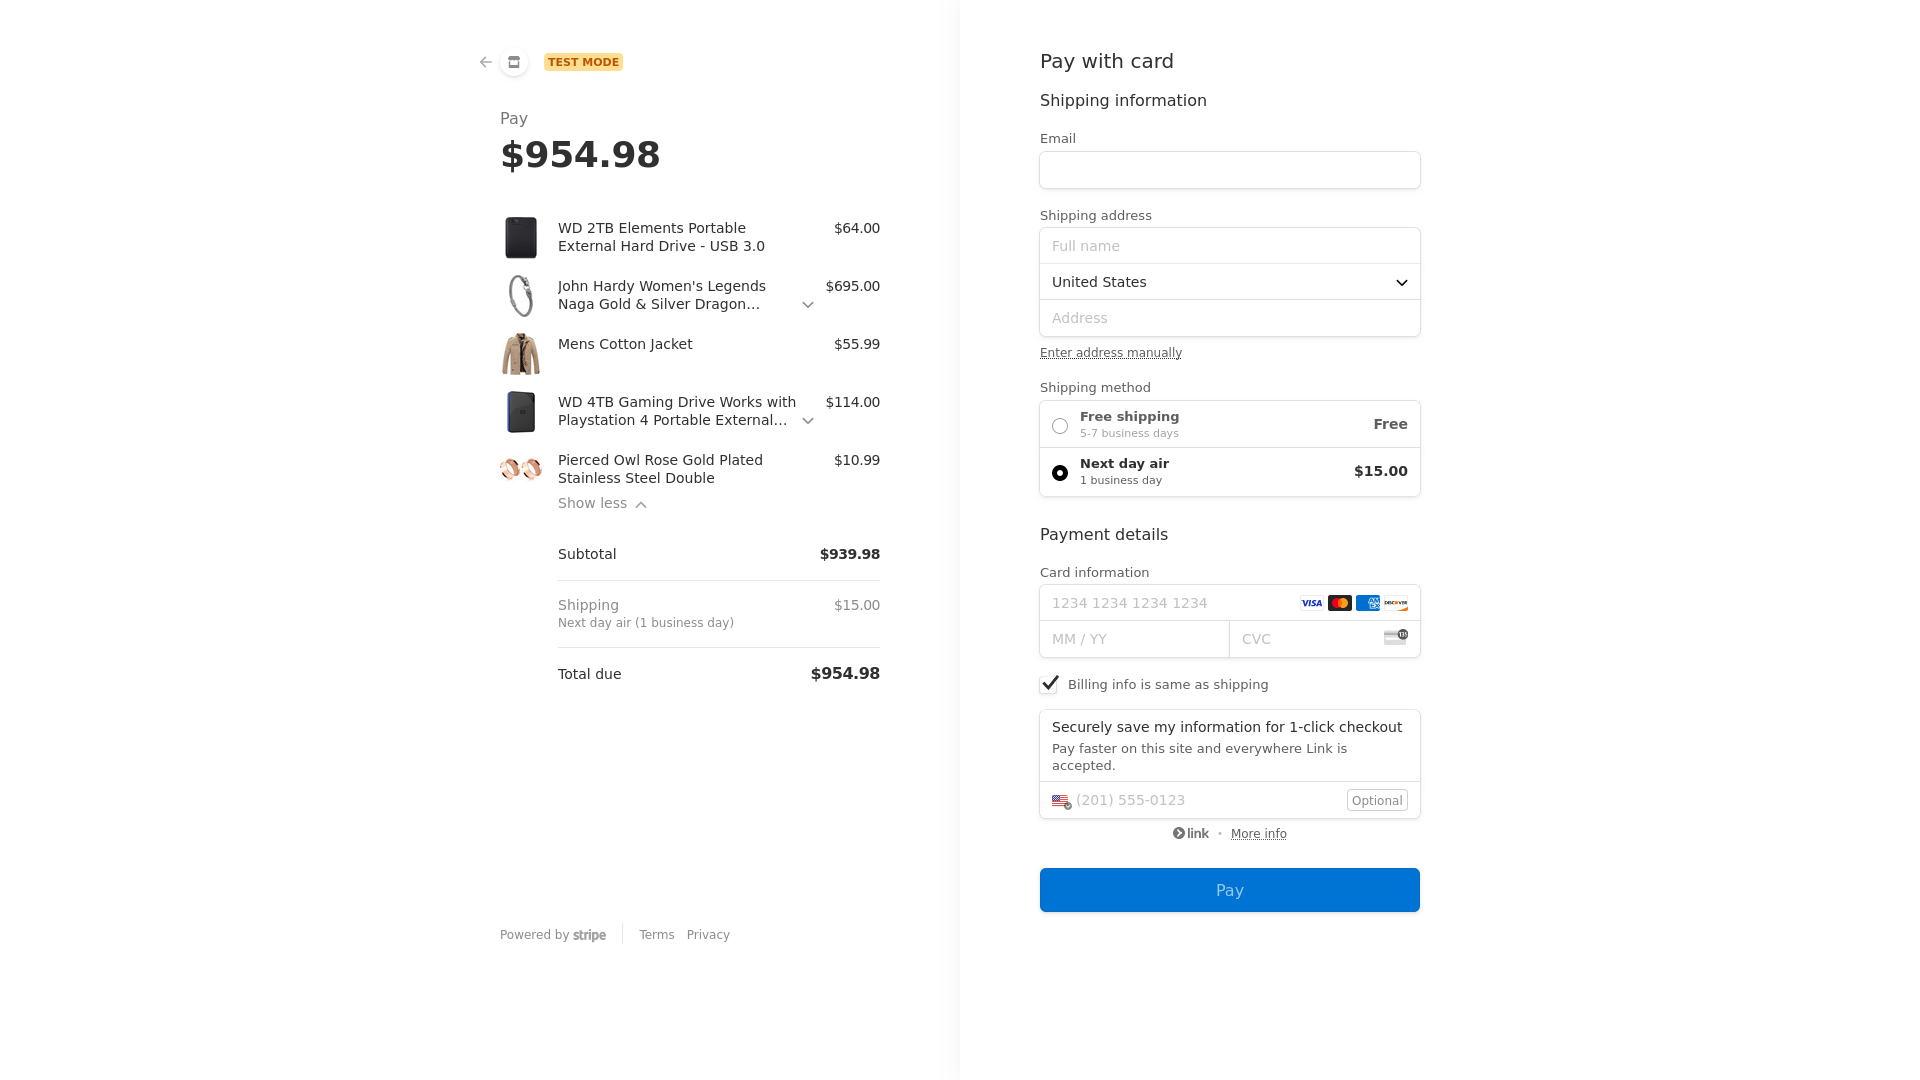 TEST MODE
Pay
$954.98
WD 2TB Elements Portable
External Hard Drive - USB 3.0
$64.00
John Hardy Women's Legends
Naga Gold & Silver Dragon...
$695.00
Mens Cotton Jacket
$55.99
WD 4TB Gaming Drive Works with
Playstation 4 Portable External...
$114.00
Pierced Owl Rose Gold Plated
Stainless Steel Double
$10.99
Show less
Subtotal
$939.98
Shipping
$15.00
Next day air (1 business day)
Total due
$954.98
Powered by stripe
Terms
Privacy
Pay with card
Shipping information
Email
Shipping address
Full name
United States
Address
Enter address manually
Shipping method
Free shipping
5-7 business days
Free
Next day air
1 business day
$15.00
Payment details
Card information
1234 1234 1234 1234
VISA
AMEX
DISCOVER
MM / YY
CVC
135
Billing info is same as shipping
Securely save my information for 1-click checkout
Pay faster on this site and everywhere Link is
accepted.
(201) 555-0123
Optional
link
More info
Pay